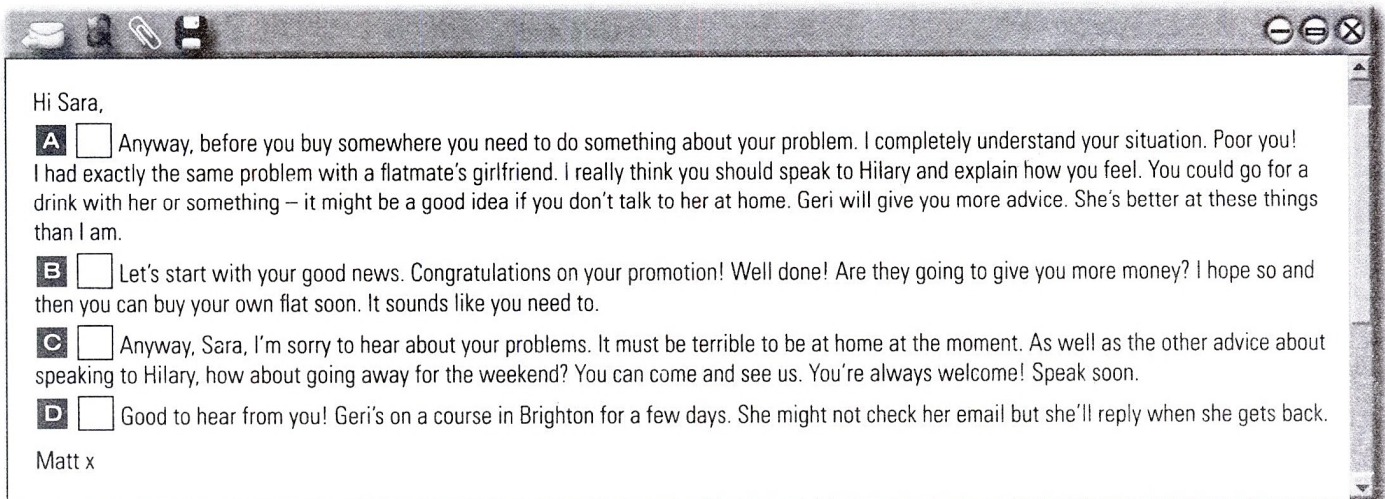 Hi Sara,
A Anyway, before you buy somewhere you need to do something about your problem. I completely understand your situation. Poor you!
I had exactly the same problem with a flatmate's girlfriend. I really think you should speak to Hilary and explain how you feel. You could go for a
drink with her or something – it might be a good idea if you don't talk to her at home. Geri will give you more advice. She's better at these things
than I am.
B Let's start with your good news. Congratulations on your promotion! Well done! Are they going to give you more money? I hope so and
then you can buy your own flat soon. It sounds like you need to.
C Anyway, Sara, I'm sorry to hear about your problems. It must be terrible to be at home at the moment. As well as the other advice about
speaking to Hilary, how about going away for the weekend? You can come and see us. You're always welcome! Speak soon.
D Good to hear from you! Geri's on a course in Brighton for a few days. She might not check her email but she'll reply when she gets back.
Matt x